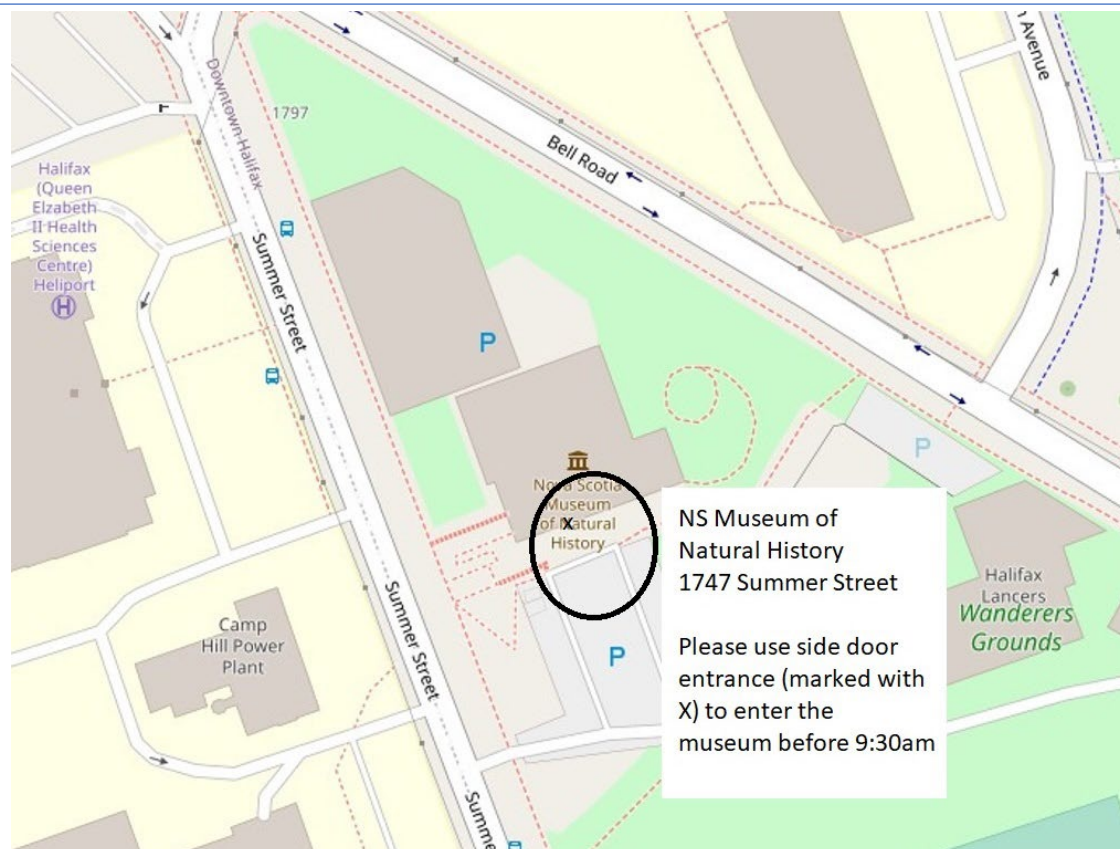 n Avenue
Downtown-Halifax
1797
Bell Road
Halifax
(Queen
Elzabeth
II Health
Sciences
Centre)
Heliport
H
Summer Street
P
P
Nova Scotia
Museum
of Natural
History
X
NS Museum of
Natural History
1747 Summer Street
Please use side door
entrance (marked with
X) to enter the
museum before 9:30am
Halifax
Lancers
Wanderers
Grounds
Camp
Hill Power
Plant
Summer Street
P
Summe